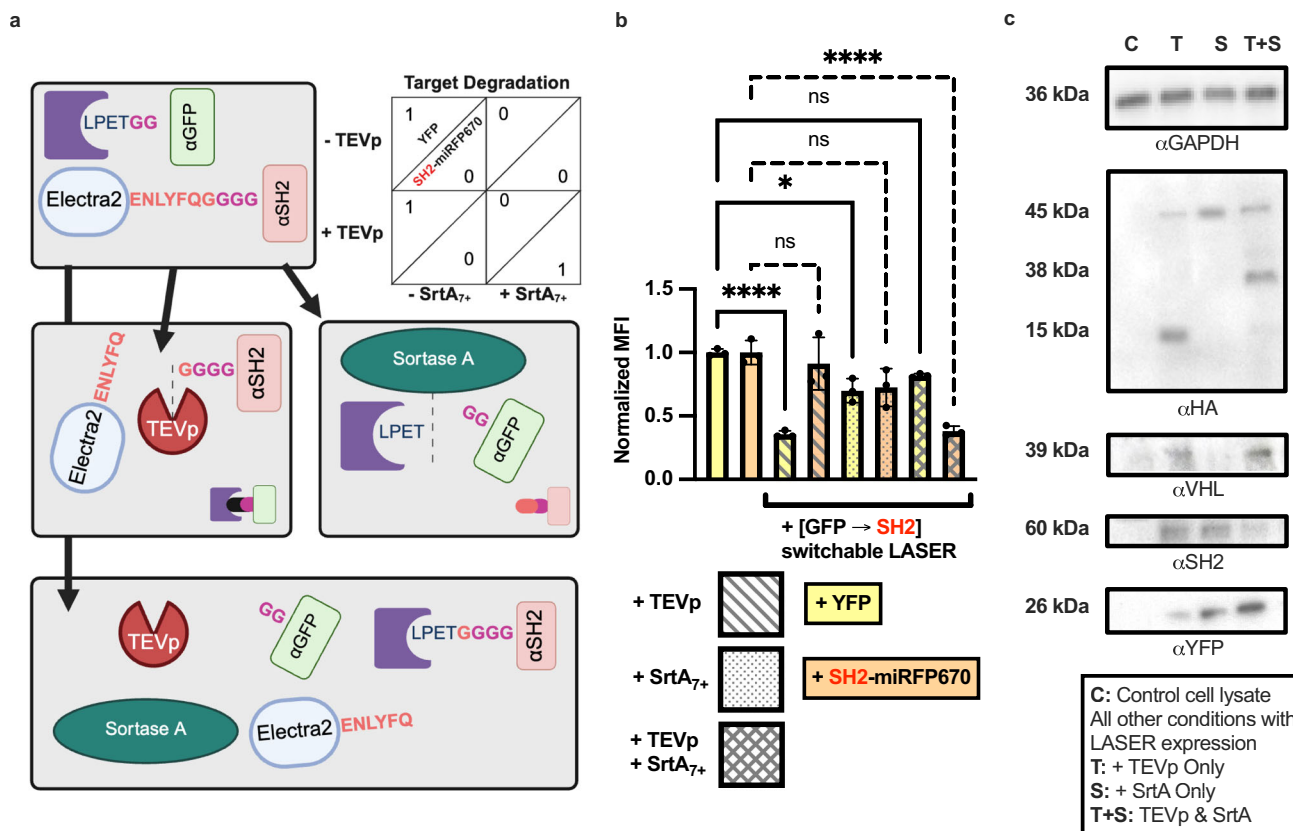 a
LPETGG
αGFP
Electra2
ENLYFQGGGG
αSH2
Target Degradation
- TEVp
+ TEVp
1
YFP
SH2-miRFP670
0
0
0
1
0
0
1
- SrtA7+
+ SrtA7+
Electra2
ENLYFQ
GGGG
αSH2
TEVp
Sortase A
LPET
GG
αGFP
TEVp
GG
αGFP
LPETGGGG
αSH2
Sortase A
Electra2
ENLYFQ
b
****
ns
ns
*
ns
****
Normalized MFI
1.5
1.0
0.5
0.0
+ [GFP → SH2]
switchable LASER
+ TEVp
+ YFP
+ SrtA7+
+ SH2-miRFP670
+ TEVp
+ SrtA7+
c
C T S T+S
36 kDa
αGAPDH
45 kDa
38 kDa
15 kDa
αHA
39 kDa
αVHL
60 kDa
αSH2
26 kDa
αYFP
C: Control cell lysate
All other conditions with
LASER expression
T: + TEVp Only
S: + SrtA Only
T+S: TEVp & SrtA